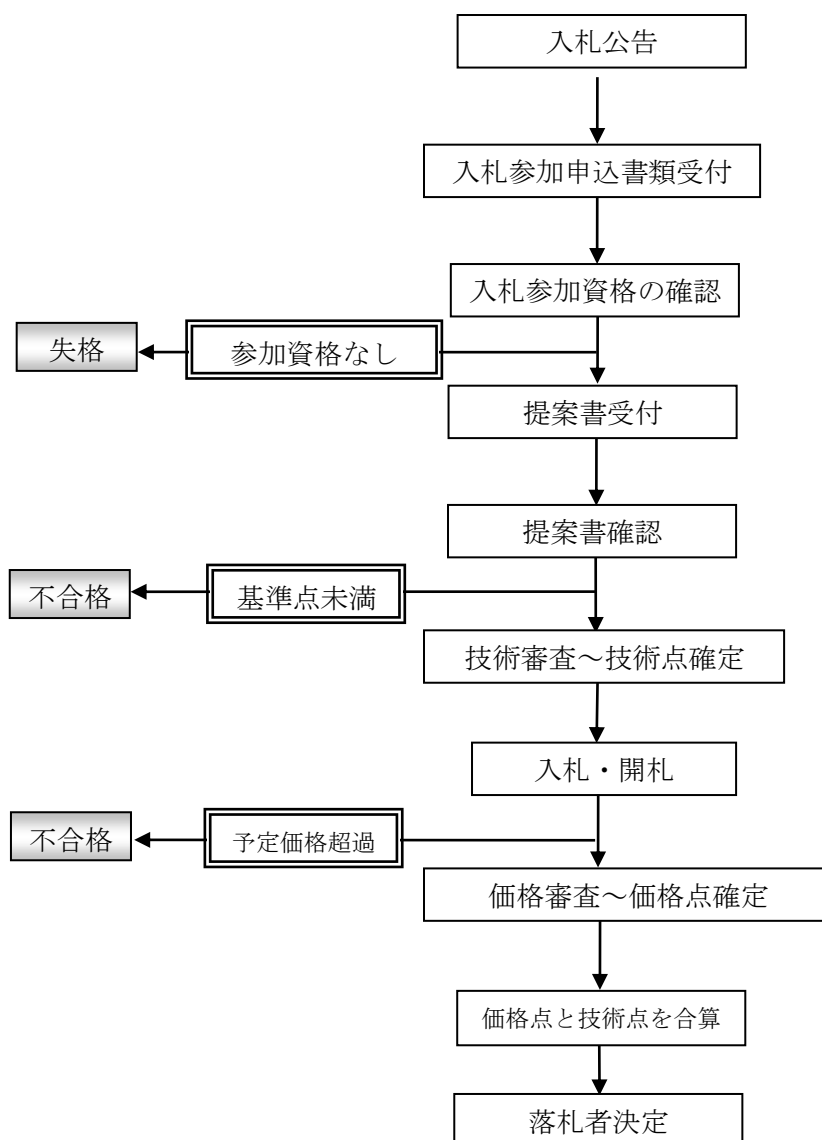 入札公告
入札参加申込書類受付
入札参加資格の確認
失格
参加資格なし
提案書受付
提案書確認
不合格
基準点未満
技術審査~技術点確定
入札・開札
不合格
予定価格超過
価格審査~価格点確定
価格点と技術点を合算
落札者決定